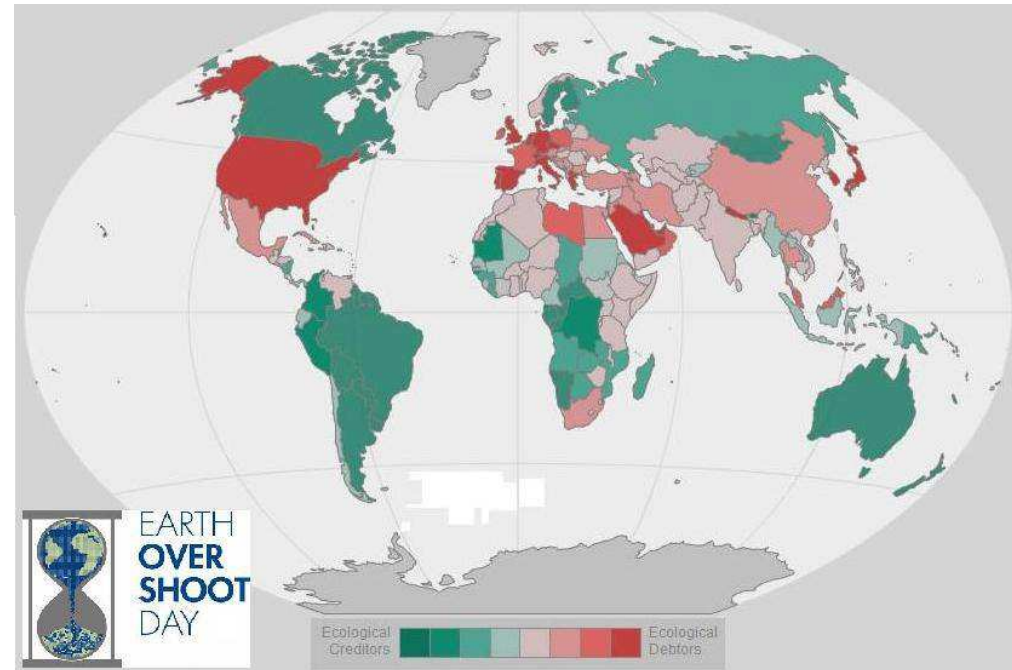 EARTH
OVER
SHOOT
DAY
Ecological
Creditors
Ecological
Debtors